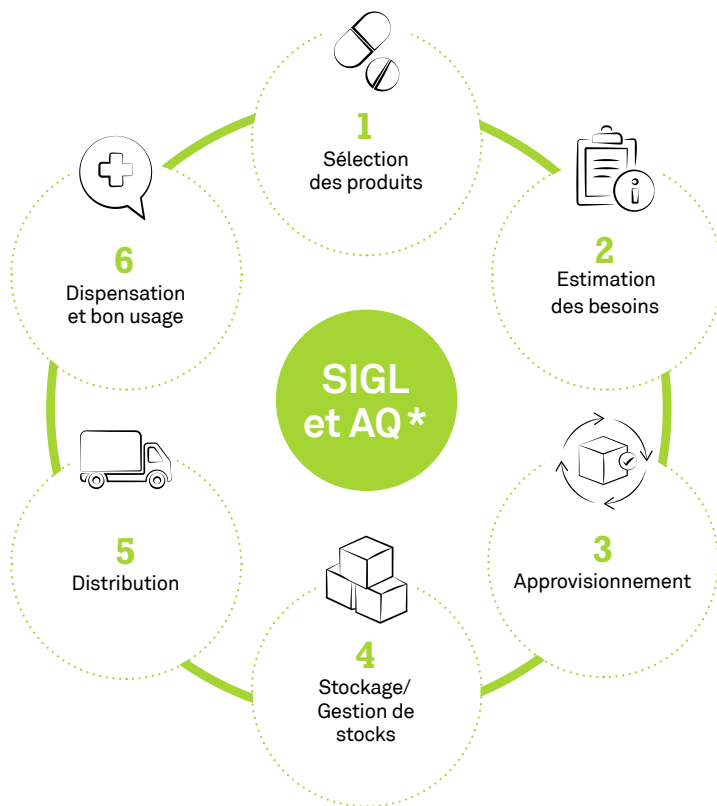 1
Sélection
des produits
2
Estimation
des besoins
3
Approvisionnement
4
Stockage/
Gestion de
stocks
5
Distribution
6
Dispensation
et bon usage
SIGL
et AQ*